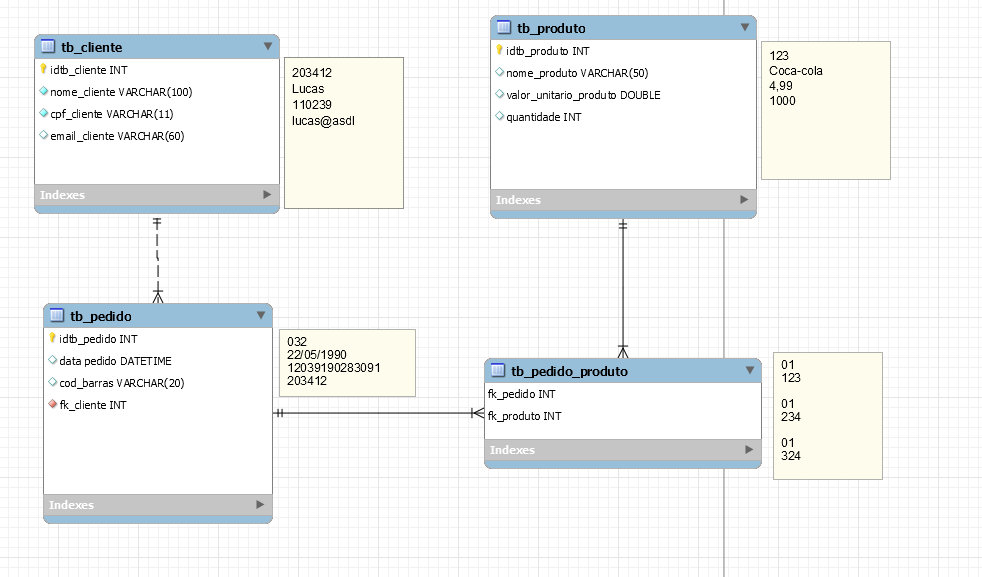 tb_cliente
idtb_cliente INT
nome_cliente VARCHAR(100)
cpf_cliente VARCHAR(11)
email_cliente VARCHAR(60)
Indexes
203412
Lucas
110239
lucas@asdl
tb_produto
idtb_produto INT
nome_produto VARCHAR(50)
valor_unitario_produto DOUBLE
quantidade INT
Indexes
123
Coca-cola
4,99
1000
tb_pedido
idtb_pedido INT
data pedido DATETIME
cod_barras VARCHAR(20)
fk_cliente INT
Indexes
032
22/05/1990
12039190283091
203412
tb_pedido_produto
fk_pedido INT
fk_produto INT
Indexes
01
123
01
234
01
324